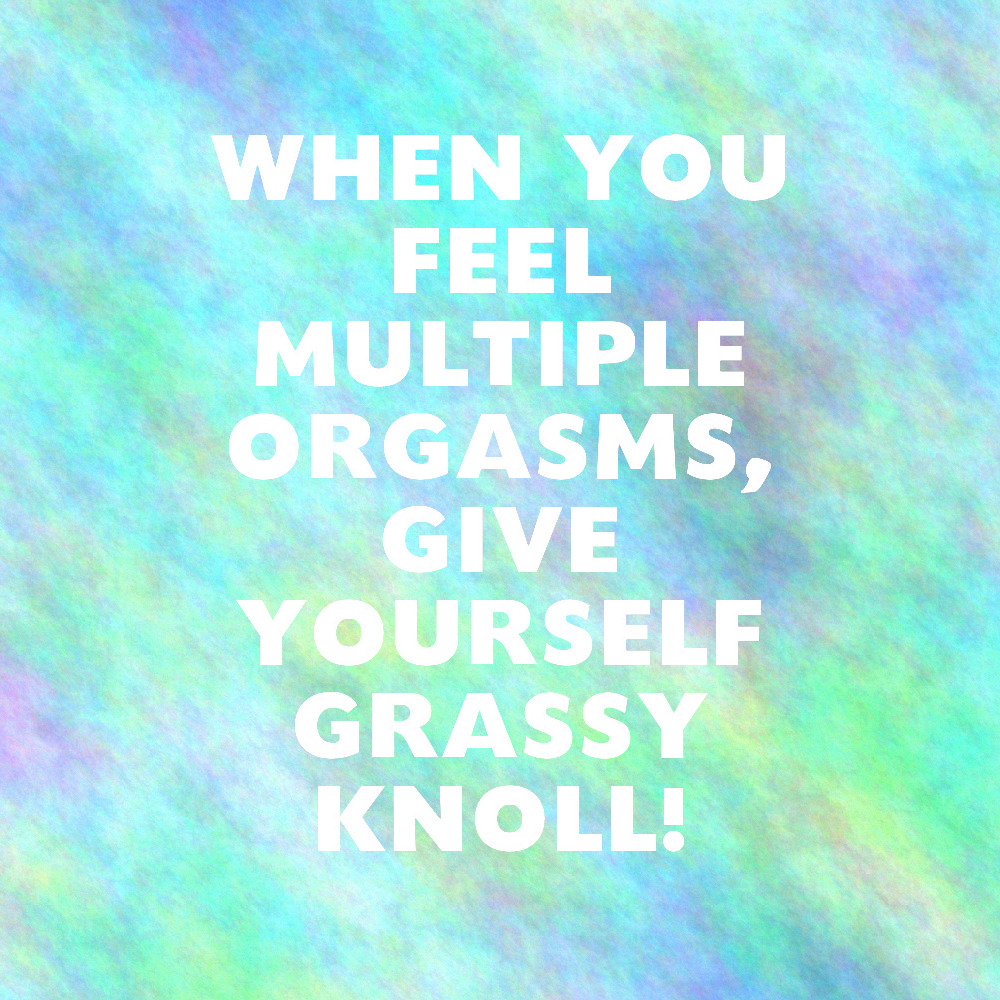 WHEN YOU
FEEL
MULTIPLE
ORGASMS,
GIVE
YOURSELF
GRASSY
KNOLL!